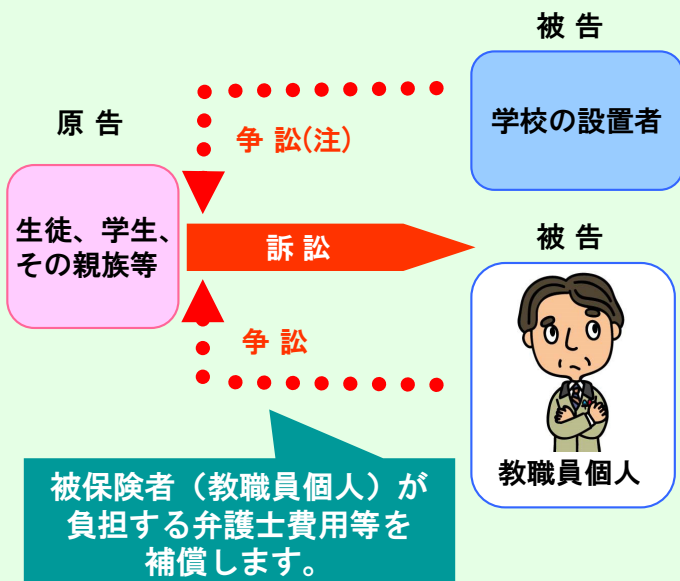 被 告
学校の設置者
原 告
争 訟(注)
生徒、学生、
その親族等
訴 訟
被 告
争 訟
教職員個人
被保険者（教職員個人）が
負担する弁護士費用等を
補償します。